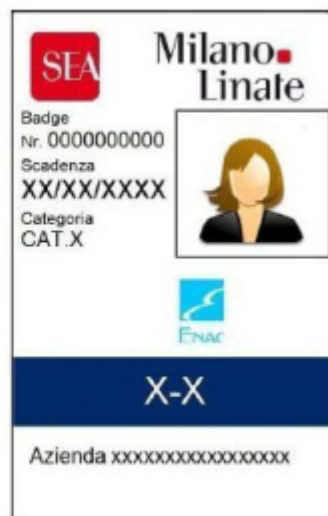 SEA
Milano
Linate
Badge
Nr. 0000000000
Scadenza
XX/XX/XXXX
Categoria
CAT.X
ENAC
X-X
Azienda xxxxxxxxxxxxxxxxx